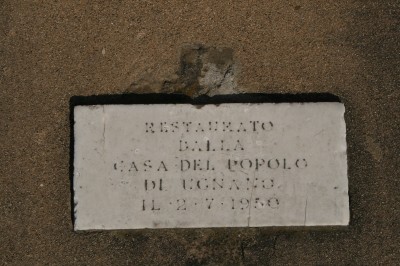 RESTAURATO
DALLA
CASA DEL POPOLO
DI UGNANO
IL 2-7-1950